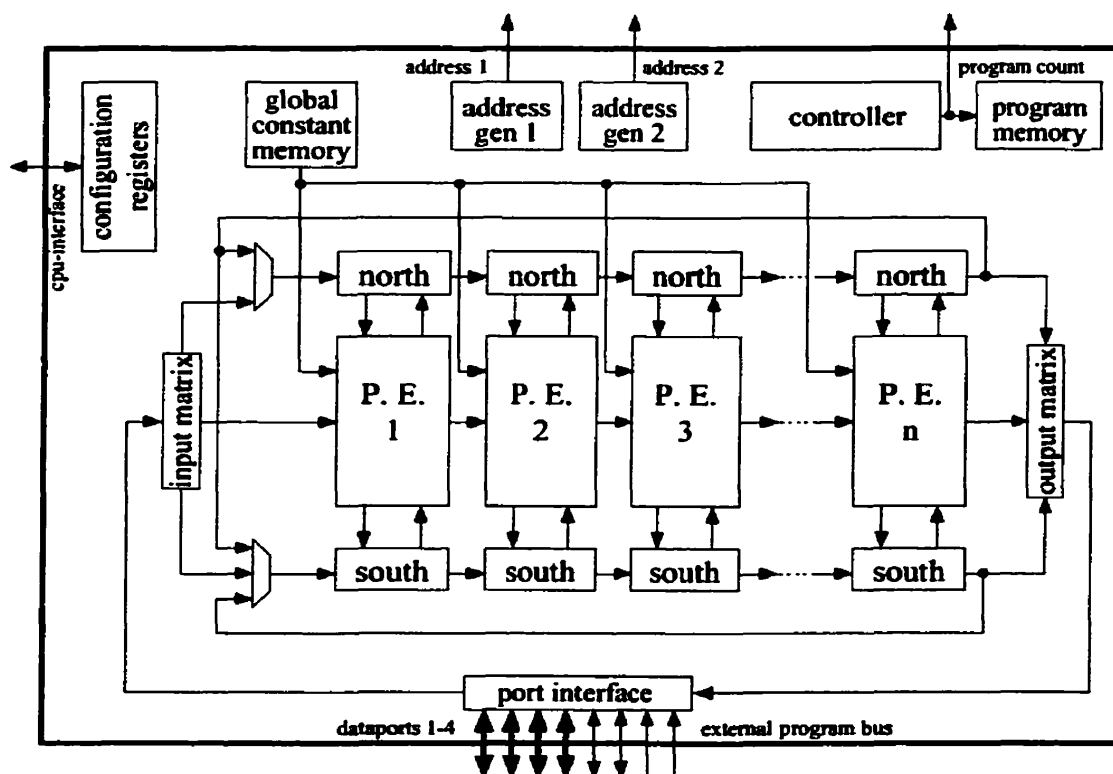 address 1
address 2
program count
configuration
registers
global
constant
memory
address
gen 1
address
gen 2
controller
program
memory
cpu-interface
north
north
north
north
input matrix
P. E.
1
P. E.
2
P. E.
3
P. E.
n
output matrix
south
south
south
south
port interface
dataports 1-4
external program bus